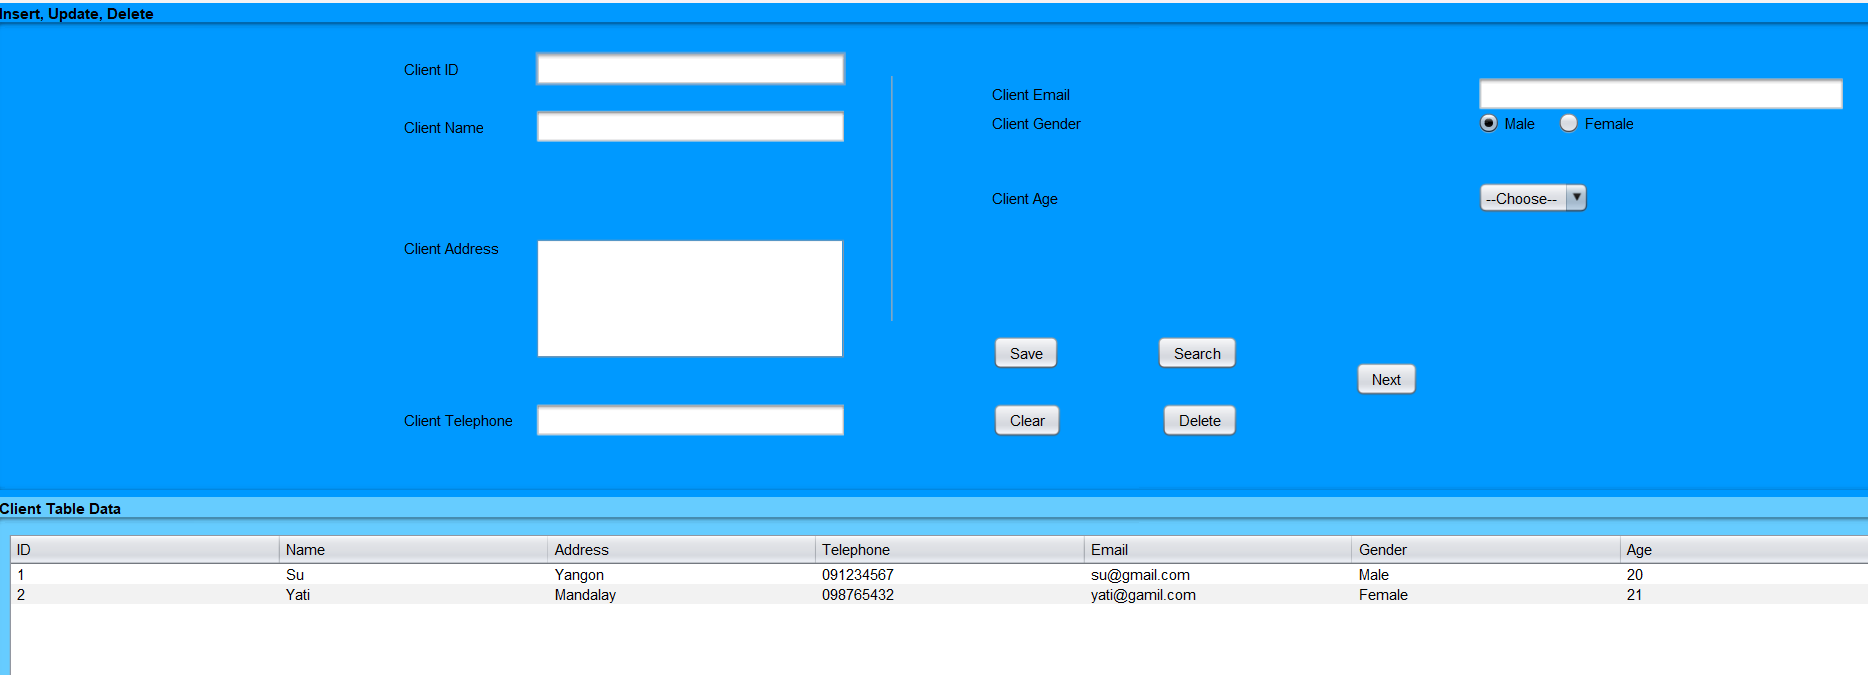 Insert, Update, Delete
Client ID
Client Name
Client Address
Client Telephone
Client Email
Client Gender Male Female
Client Age --Choose--
Save Search
Next
Clear Delete
Client Table Data
ID Name Address Telephone Email Gender Age
1 Su Yangon 091234567 su@gmail.com Male 20
2 Yati Mandalay 098765432 yati@gamil.com Female 21